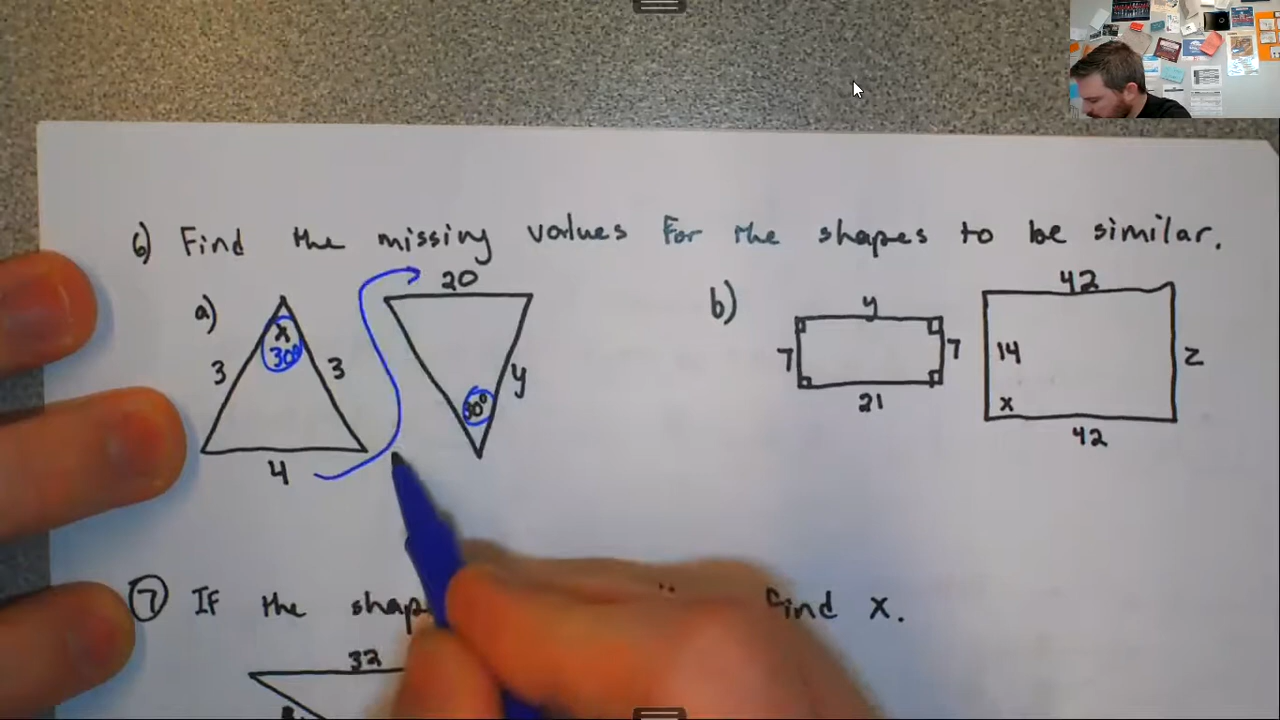 6) Find the missing values for the shapes to be similar.
a)
x
30°
3
3
4
20
30°
y
b)
y
7
7
21
42
14
z
x
42
7 If the shap
find x.
32